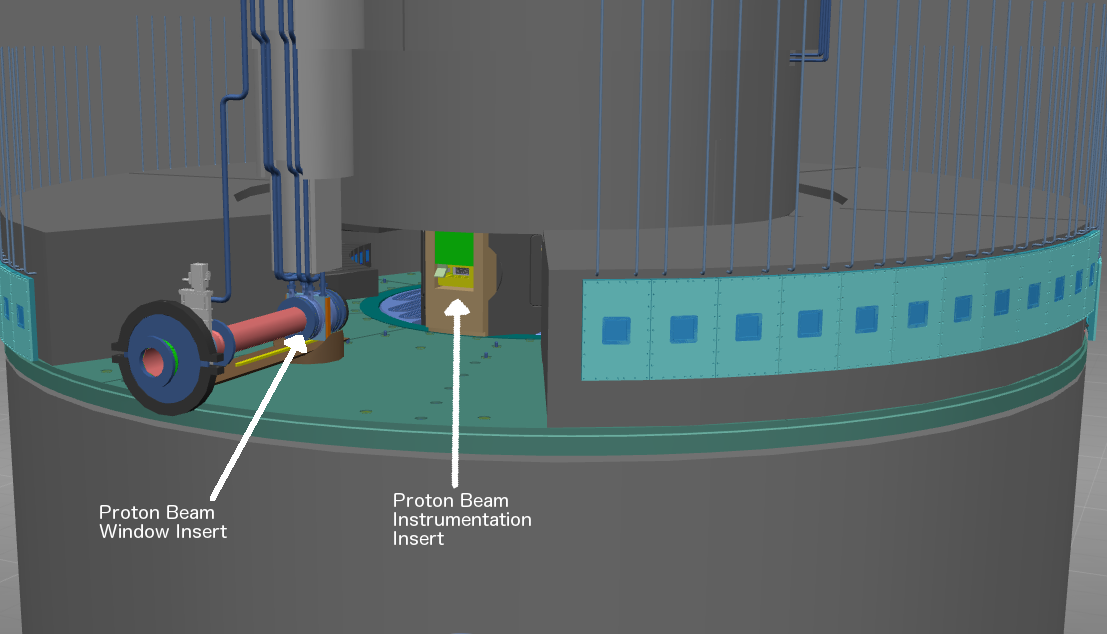 Proton Beam
Window Insert
Proton Beam
Instrumentation
Insert